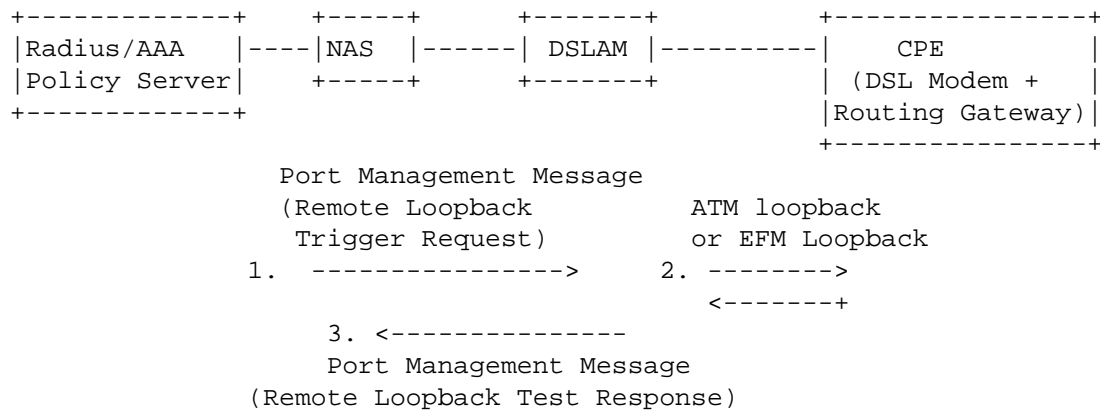 +-------------+    +-----+       +-------+            +----------------+
|Radius/AAA   |----|NAS  |------| DSLAM |----------|     CPE        |
|Policy Server|    +-----+       +-------+            |  (DSL Modem +  |
+-------------+                                       |Routing Gateway)|
                                                      +----------------+
Port Management Message
(Remote Loopback          ATM loopback
Trigger Request)          or EFM Loopback
1.  ---------------->     2. -------->
<-------+
3. <---------------
Port Management Message
(Remote Loopback Test Response)